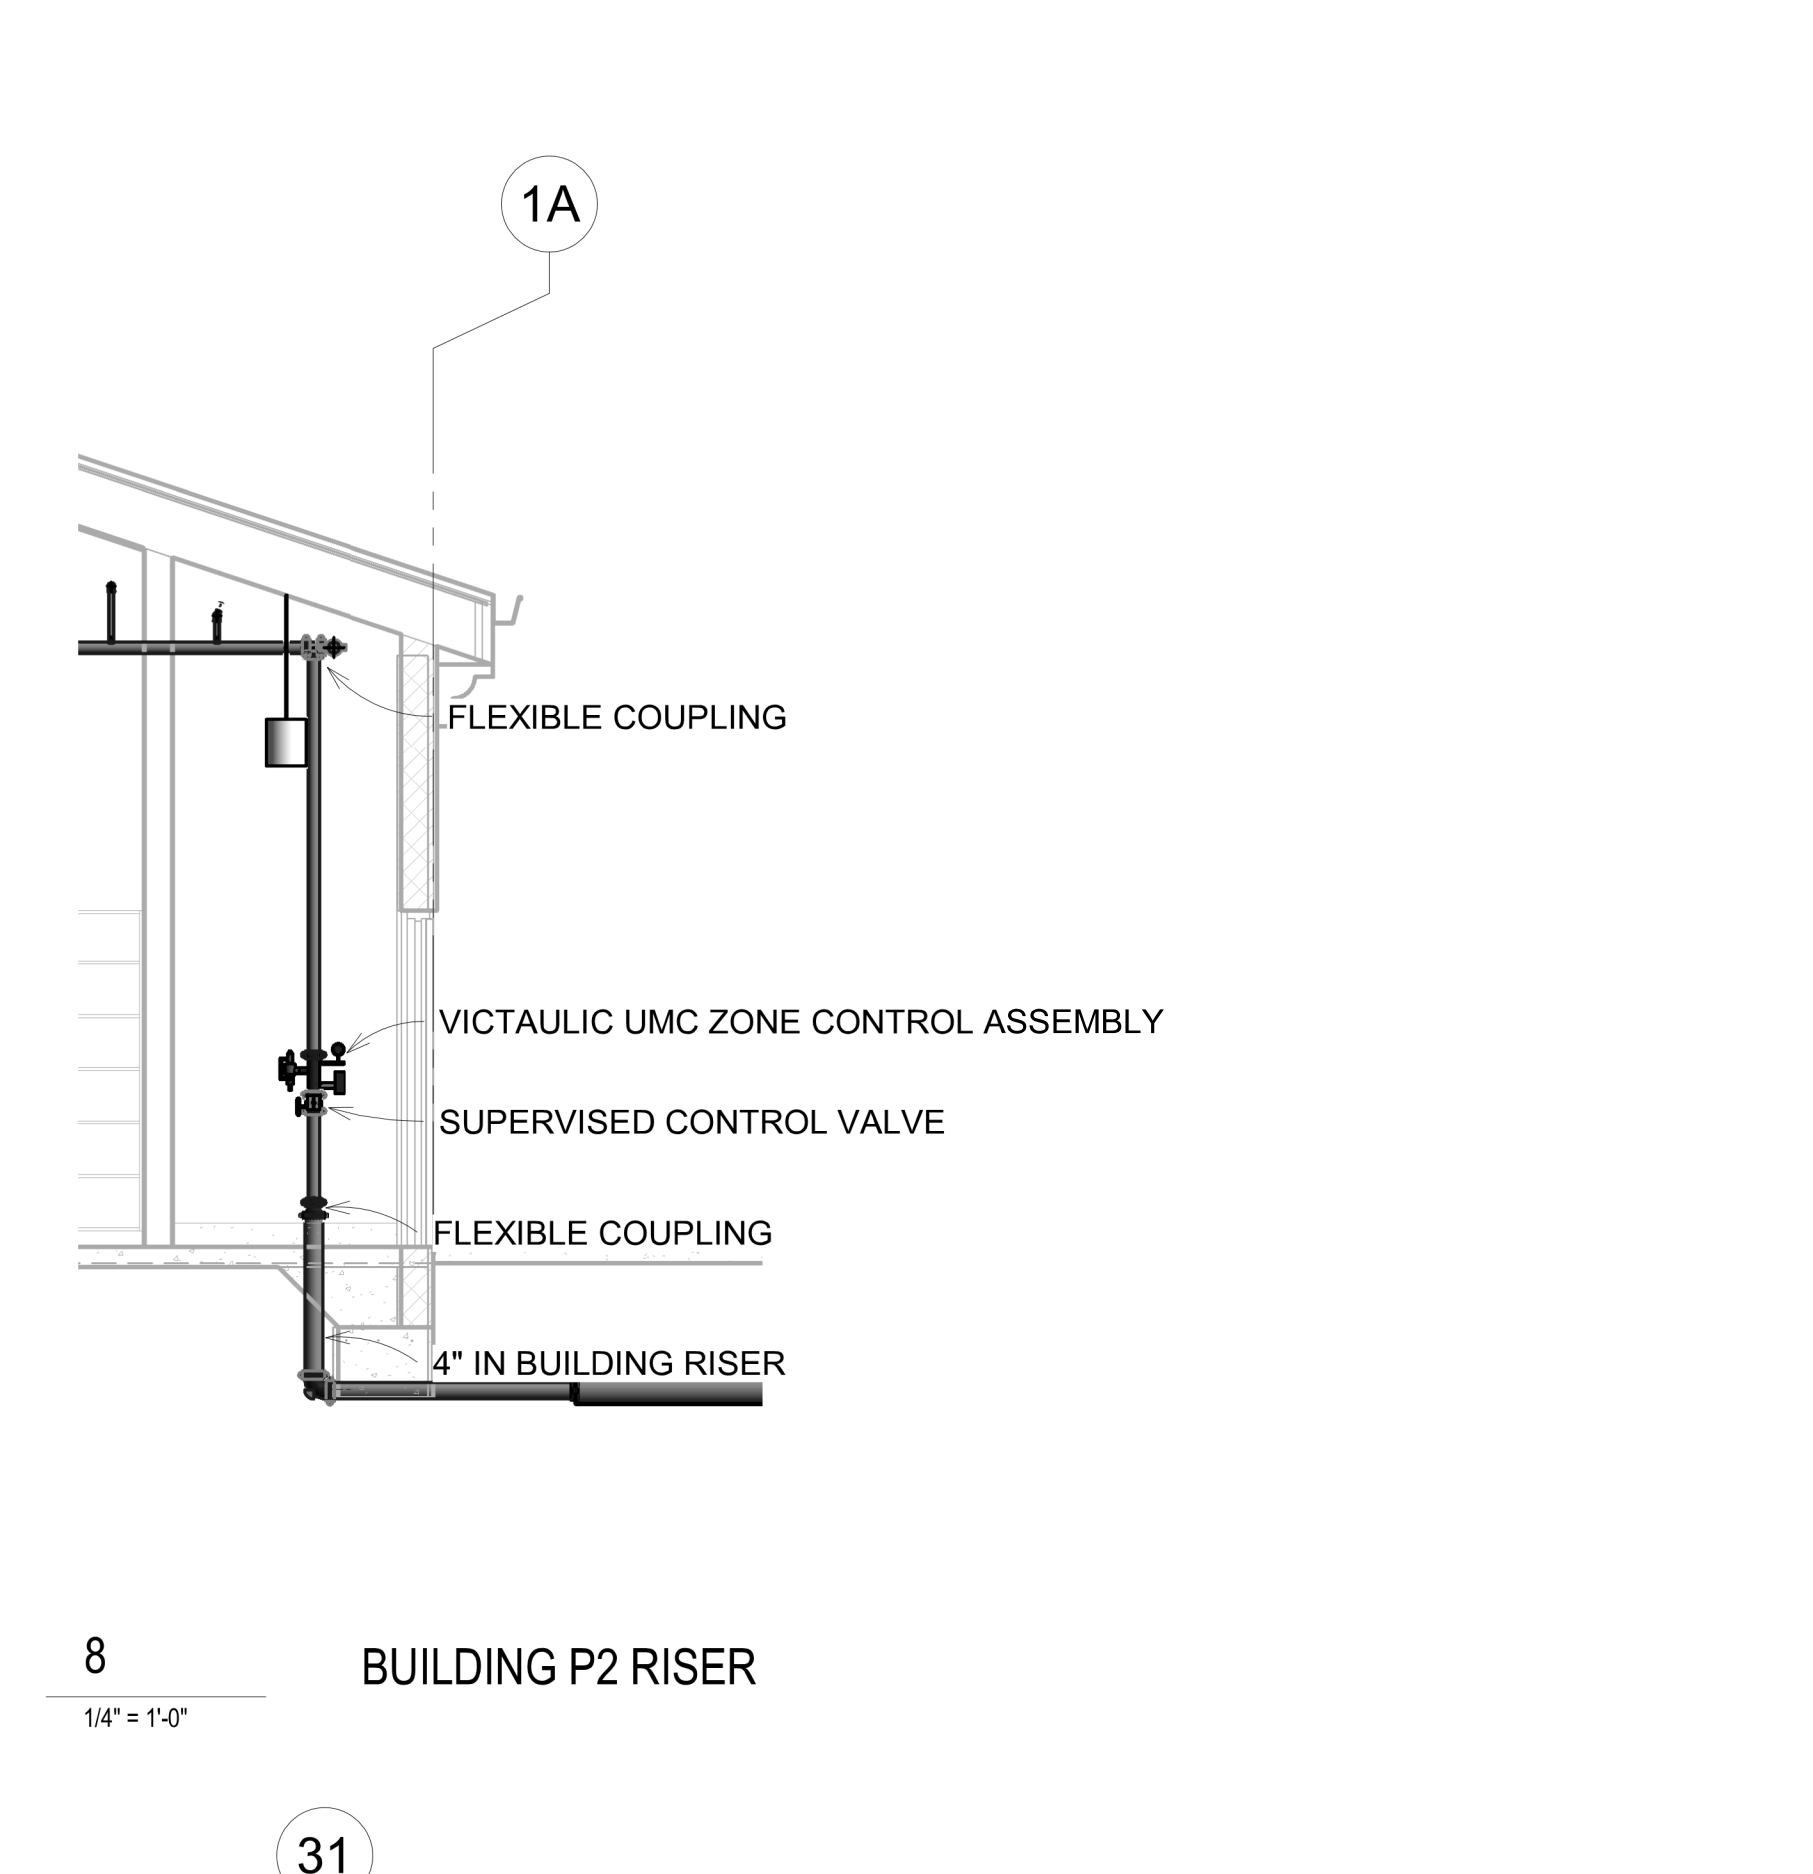 1A
FLEXIBLE COUPLING
VICTAULIC UMC ZONE CONTROL ASSEMBLY
SUPERVISED CONTROL VALVE
FLEXIBLE COUPLING
4" IN BUILDING RISER
8
BUILDING P2 RISER
1/4" = 1'-0"
31